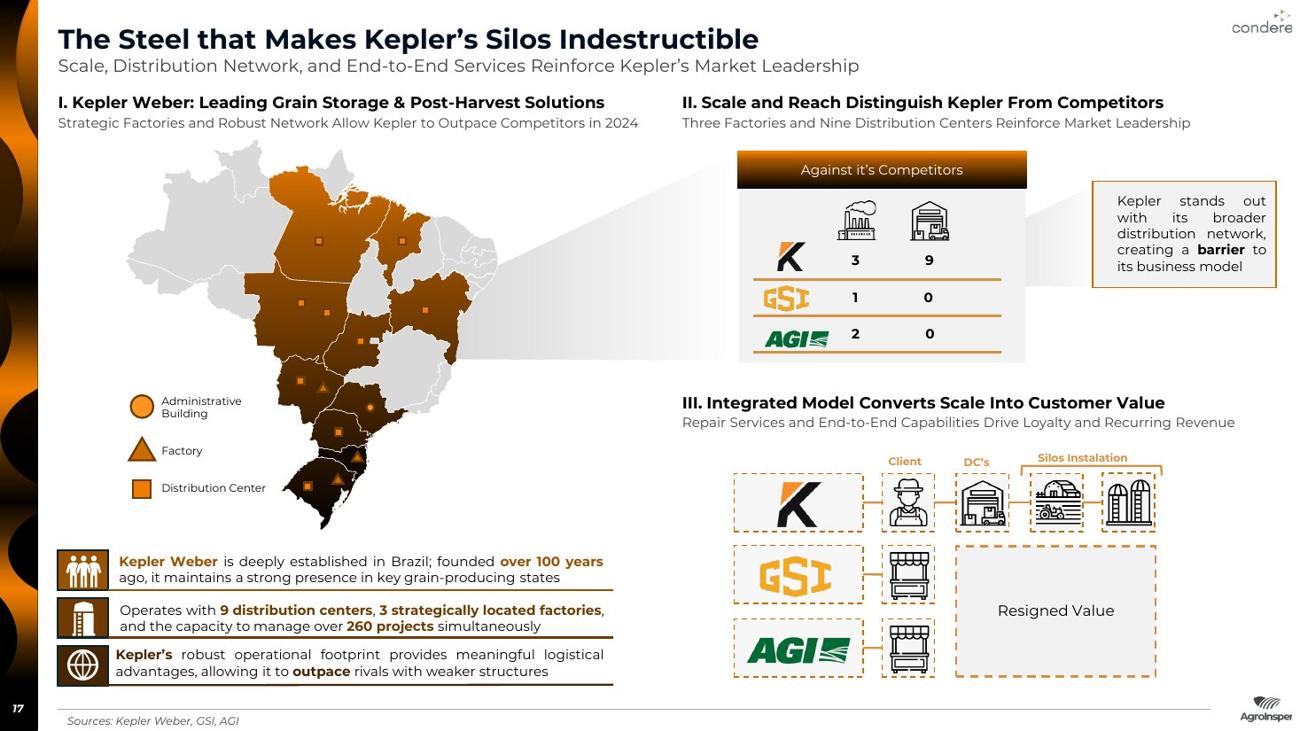 condere
The Steel that Makes Kepler's Silos Indestructible
Scale, Distribution Network, and End-to-End Services Reinforce Kepler's Market Leadership
I. Kepler Weber: Leading Grain Storage & Post-Harvest Solutions
Strategic Factories and Robust Network Allow Kepler to Outpace Competitors in 2024
Administrative
Building
Factory
Distribution Center
Kepler Weber is deeply established in Brazil; founded over 100 years
ago, it maintains a strong presence in key grain-producing states
Operates with 9 distribution centers, 3 strategically located factories,
and the capacity to manage over 260 projects simultaneously
Kepler's robust operational footprint provides meaningful logistical
advantages, allowing it to outpace rivals with weaker structures
II. Scale and Reach Distinguish Kepler From Competitors
Three Factories and Nine Distribution Centers Reinforce Market Leadership
Against it's Competitors
K 3 9
GSI 1 0
AGI 2 0
Kepler stands out
with its broader
distribution network,
creating a barrier to
its business model
III. Integrated Model Converts Scale Into Customer Value
Repair Services and End-to-End Capabilities Drive Loyalty and Recurring Revenue
Client DC's Silos Instalation
K
GSI
AGI
Resigned Value
17
Sources: Kepler Weber, GSI, AGI
AgroInsper